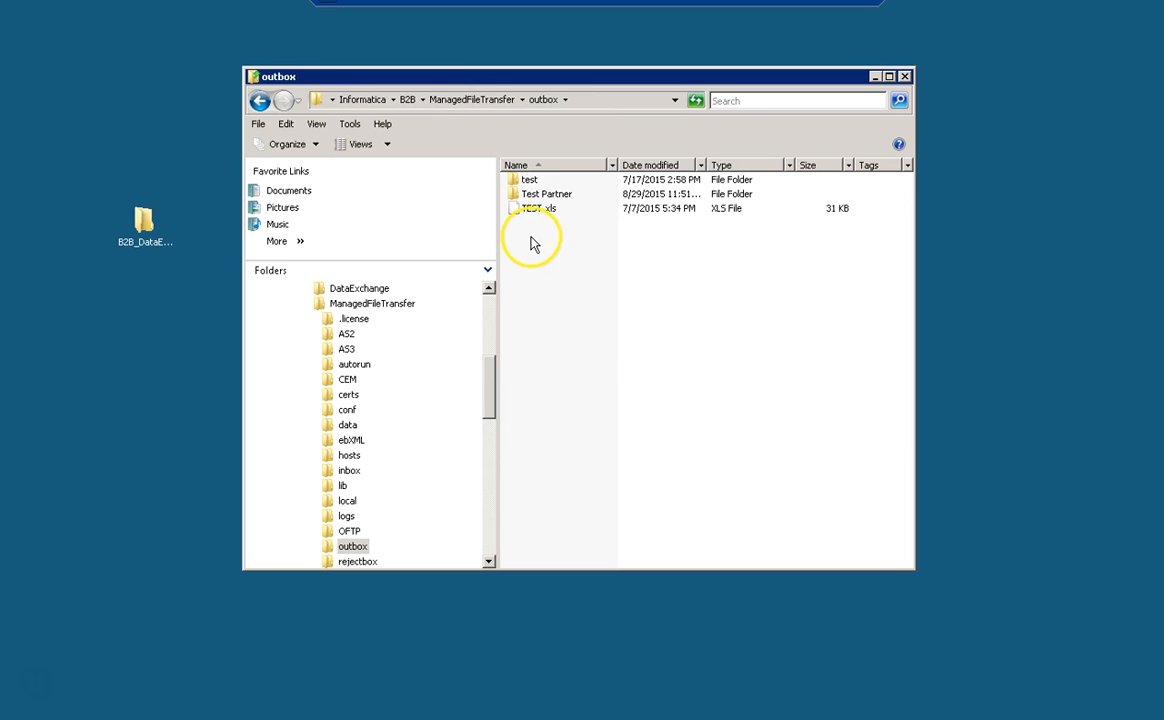 outbox
Informatica B2B ManagedFileTransfer outbox Search
File Edit View Tools Help
Organize Views
Favorite Links
Documents
Pictures
Music
More »
Folders
DataExchange
ManagedFileTransfer
.license
AS2
AS3
autorun
CEM
certs
conf
data
ebXML
hosts
inbox
lib
local
logs
OFTP
outbox
rejectbox
Name Date modified Type Size Tags
test 7/17/2015 2:58 PM File Folder
Test Partner 8/29/2015 11:51... File Folder
TEST.xls 7/7/2015 5:34 PM XLS File 31 KB
B2B_DataE...